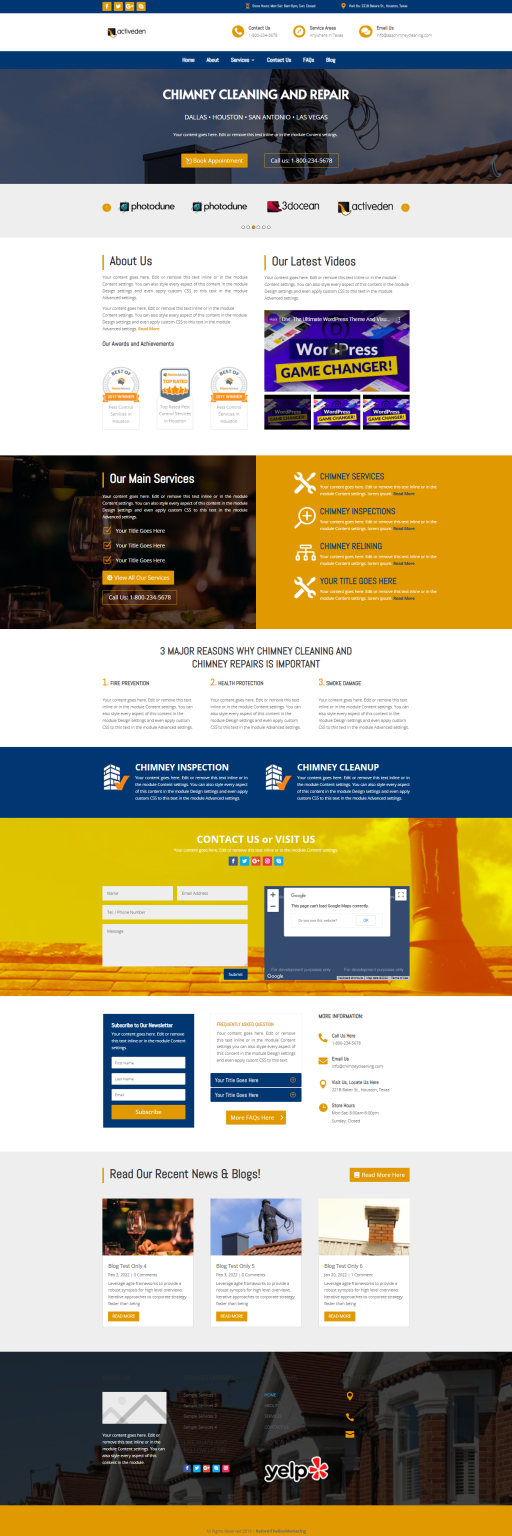 Store Hours: Mon-Sat: 8am-6pm, Sun: Closed
Visit Us: 221B Baker St., Houston, Texas
activeden
Contact Us
1-800-234-5678
Service Areas
Anywhere in Texas
Email Us
Home About Services Contact Us FAQs Blog
CHIMNEY CLEANING AND REPAIR
DALLAS • HOUSTON • SAN ANTONIO • LAS VEGAS
Your content goes here. Edit or remove this text inline or in the module Content settings.
Book Appointment
Call us: 1-800-234-5678
photodune photodune 3docean activeden
About Us
Your content goes here. Edit or remove this text inline or in the module
Content settings. You can also style every aspect of this content in the module
Design settings and even apply custom CSS to this text in the module
Advanced settings.
Your content goes here. Edit or remove this text inline or in the module
Content settings. You can also style every aspect of this content in the module
Design settings and even apply custom CSS to this text in the module
Advanced settings. Read More
Our Awards and Achievements
BEST OF
2017 WINNER
Pest Control
Services in
Houston
TOP RATED
Top Rated Pest
Control Services
in Houston
BEST OF
2017 WINNER
Pest Control
Services in
Houston
Our Latest Videos
Your content goes here. Edit or remove this text inline or in the module
Content settings. You can also style every aspect of this content in the
module Design settings and even apply custom CSS to this text in the module
Advanced settings.
Divi. The Ultimate WordPress Theme And Visu...
WordPress
GAME CHANGER!
WordPress
GAME CHANGER!
WordPress
GAME CHANGER!
WordPress
GAME CHANGER!
Our Main Services
Your content goes here. Edit or remove this text inline or in the module
Content settings. You can also style every aspect of this content in the module
Design settings and even apply custom CSS to this text in the module
Advanced settings.
Your Title Goes Here
Your Title Goes Here
Your Title Goes Here
View All Our Services
Call Us: 1-800-234-5678
CHIMNEY SERVICES
Your content goes here. Edit or remove this text inline or in the
module Content settings. lorem ipsum. Read More
CHIMNEY INSPECTIONS
Your content goes here. Edit or remove this text inline or in the
module Content settings. lorem ipsum. Read More
CHIMNEY RELINING
Your content goes here. Edit or remove this text inline or in the
module Content settings. lorem ipsum. Read More
YOUR TITLE GOES HERE
Your content goes here. Edit or remove this text inline or in the
module Content settings. lorem ipsum. Read More
3 MAJOR REASONS WHY CHIMNEY CLEANING AND
CHIMNEY REPAIRS IS IMPORTANT
1. FIRE PREVENTION
Your content goes here. Edit or remove this text
inline or in the module Content settings. You can
also style every aspect of this content in the
module Design settings and even apply custom
CSS to this text in the module Advanced settings.
2. HEALTH PROTECTION
Your content goes here. Edit or remove this text
inline or in the module Content settings. You can
also style every aspect of this content in the
module Design settings and even apply custom
CSS to this text in the module Advanced settings.
3. SMOKE DAMAGE
Your content goes here. Edit or remove this text
inline or in the module Content settings. You can
also style every aspect of this content in the
module Design settings and even apply custom
CSS to this text in the module Advanced settings.
CHIMNEY INSPECTION
Your content goes here. Edit or remove this text inline or in
the module Content settings. You can also style every aspect
of this content in the module Design settings and even apply
custom CSS to this text in the module Advanced settings.
CHIMNEY CLEANUP
Your content goes here. Edit or remove this text inline or in
the module Content settings. You can also style every aspect
of this content in the module Design settings and even apply
custom CSS to this text in the module Advanced settings.
CONTACT US or VISIT US
Your content goes here. Edit or remove this text inline or in the module Content settings.
Name
Email Address
Tel. / Phone Number
Message
Submit
Google
This page can't load Google Maps correctly.
Do you own this website?
OK
For development purposes only
For development purposes only
Google
Subscribe to Our Newsletter
Your content goes here. Edit or remove
this text inline or in the module Content
settings.
First Name
Last Name
Email
Subscribe
FREQUENTLY ASKED QUESTION
Your content goes here. Edit or remove
this text inline or in the module Content
settings you can also style every aspect
of this content in the module Design
settings even apply custom CSS to this text.
Your Title Goes Here
Your Title Goes Here
More FAQs Here
MORE INFORMATION:
Call Us Here
1-800-234-5678
Email Us
info@chimneycleaning.com
Visit Us, Locate Us Here
221B Baker St., Houston, Texas
Store Hours
Mon-Sat: 8:00am-6:00pm
Sunday: Closed
Read Our Recent News & Blogs!
Read More Here
Blog Test Only 4
Feb 3, 2022 | 0 Comments
Leverage agile frameworks to provide a
robust synopsis for high level overviews.
Iterative approaches to corporate strategy
foster than being
READ MORE
Blog Test Only 5
Feb 3, 2022 | 0 Comments
Leverage agile frameworks to provide a
robust synopsis for high level overviews.
Iterative approaches to corporate strategy
foster than being
READ MORE
Blog Test Only 6
Jan 20, 2022 | 1 Comment
Leverage agile frameworks to provide a
robust synopsis for high level overviews.
Iterative approaches to corporate strategy
foster than being
READ MORE
Your content goes here. Edit or
remove this text inline or in the
module Content settings. You can
also style every aspect of this
content in the module
HOME
yelp
All Rights Reserved